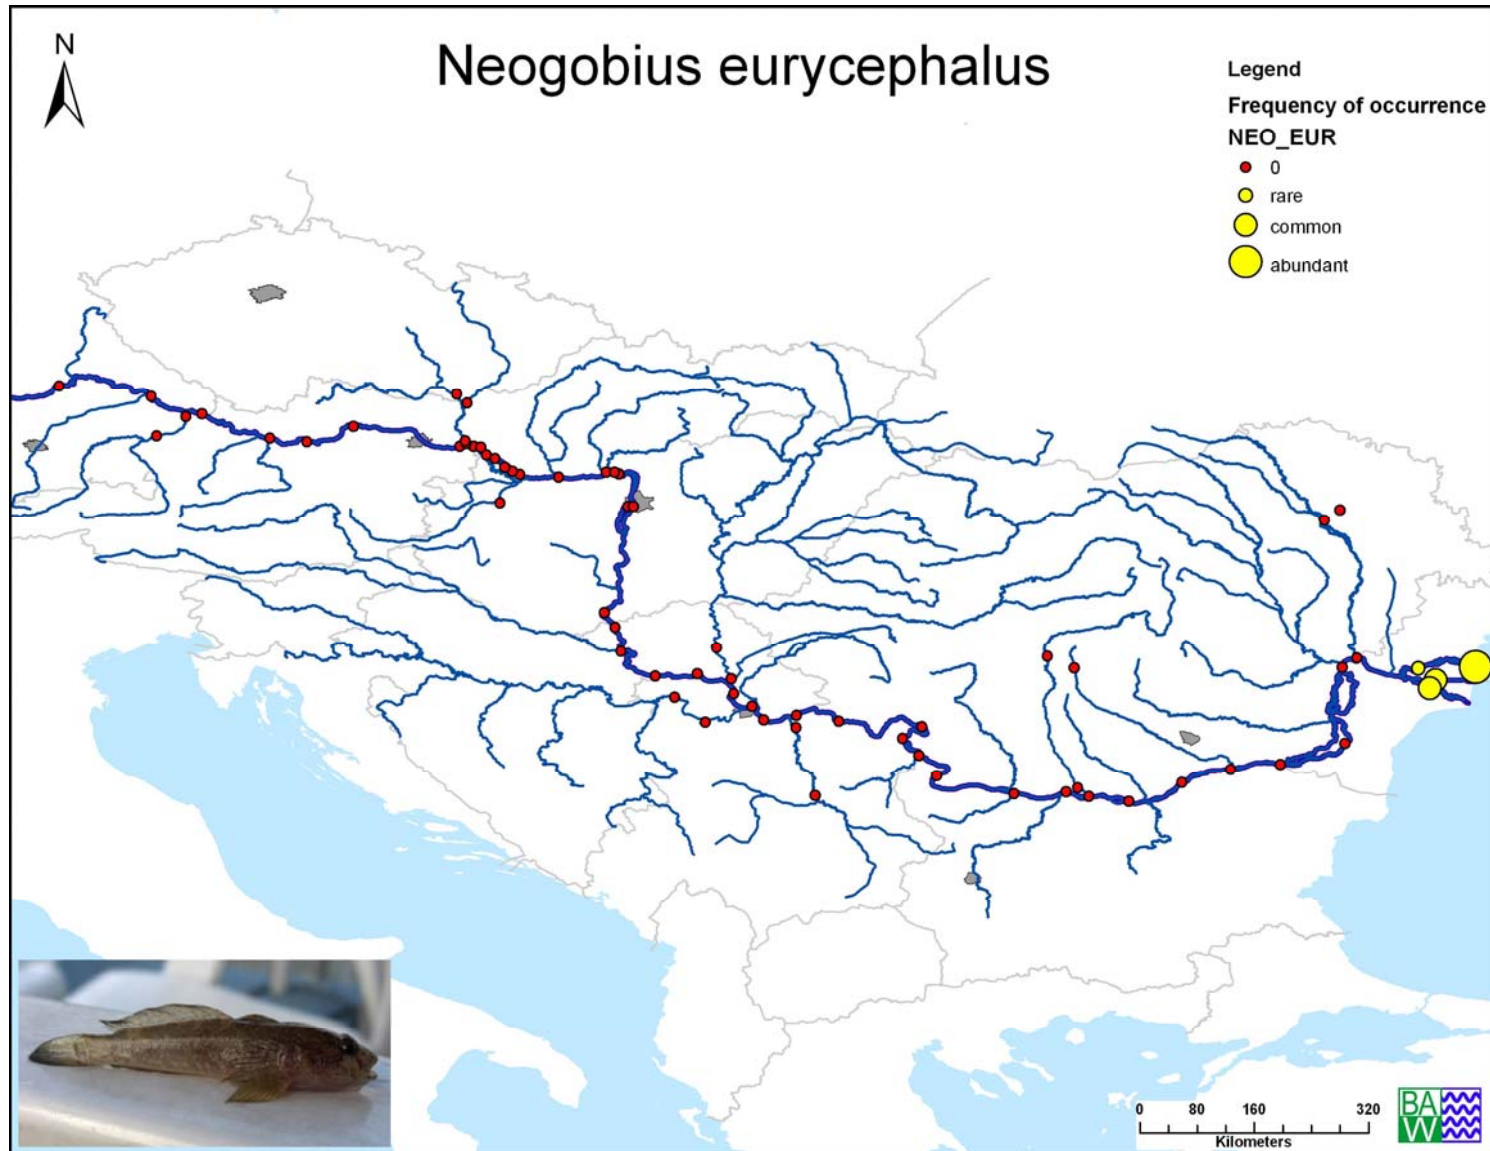 N
Neogobius eurycephalus
Legend
Frequency of occurrence
NEO_EUR
0
rare
common
abundant
0 80 160 320
Kilometers
BA
W